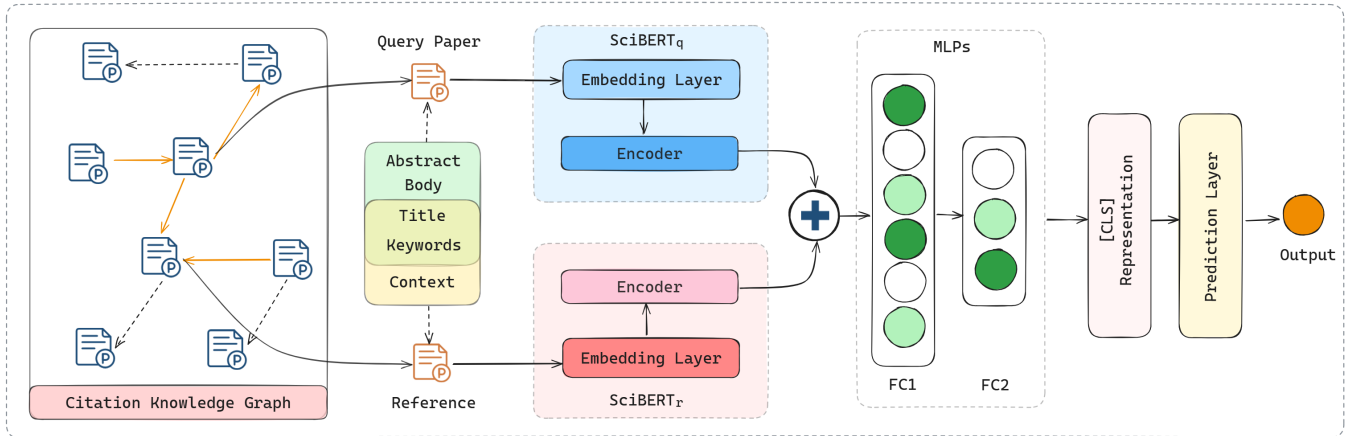 Citation Knowledge Graph
P
P
P
P
P
P
P
P
Query Paper
P
Abstract
Body
Title
Keywords
Context
P
Reference
SciBERTq
Embedding Layer
Encoder
Encoder
Embedding Layer
SciBERTr
MLPs
FC1
FC2
[CLS]
Representation
Prediction Layer
Output